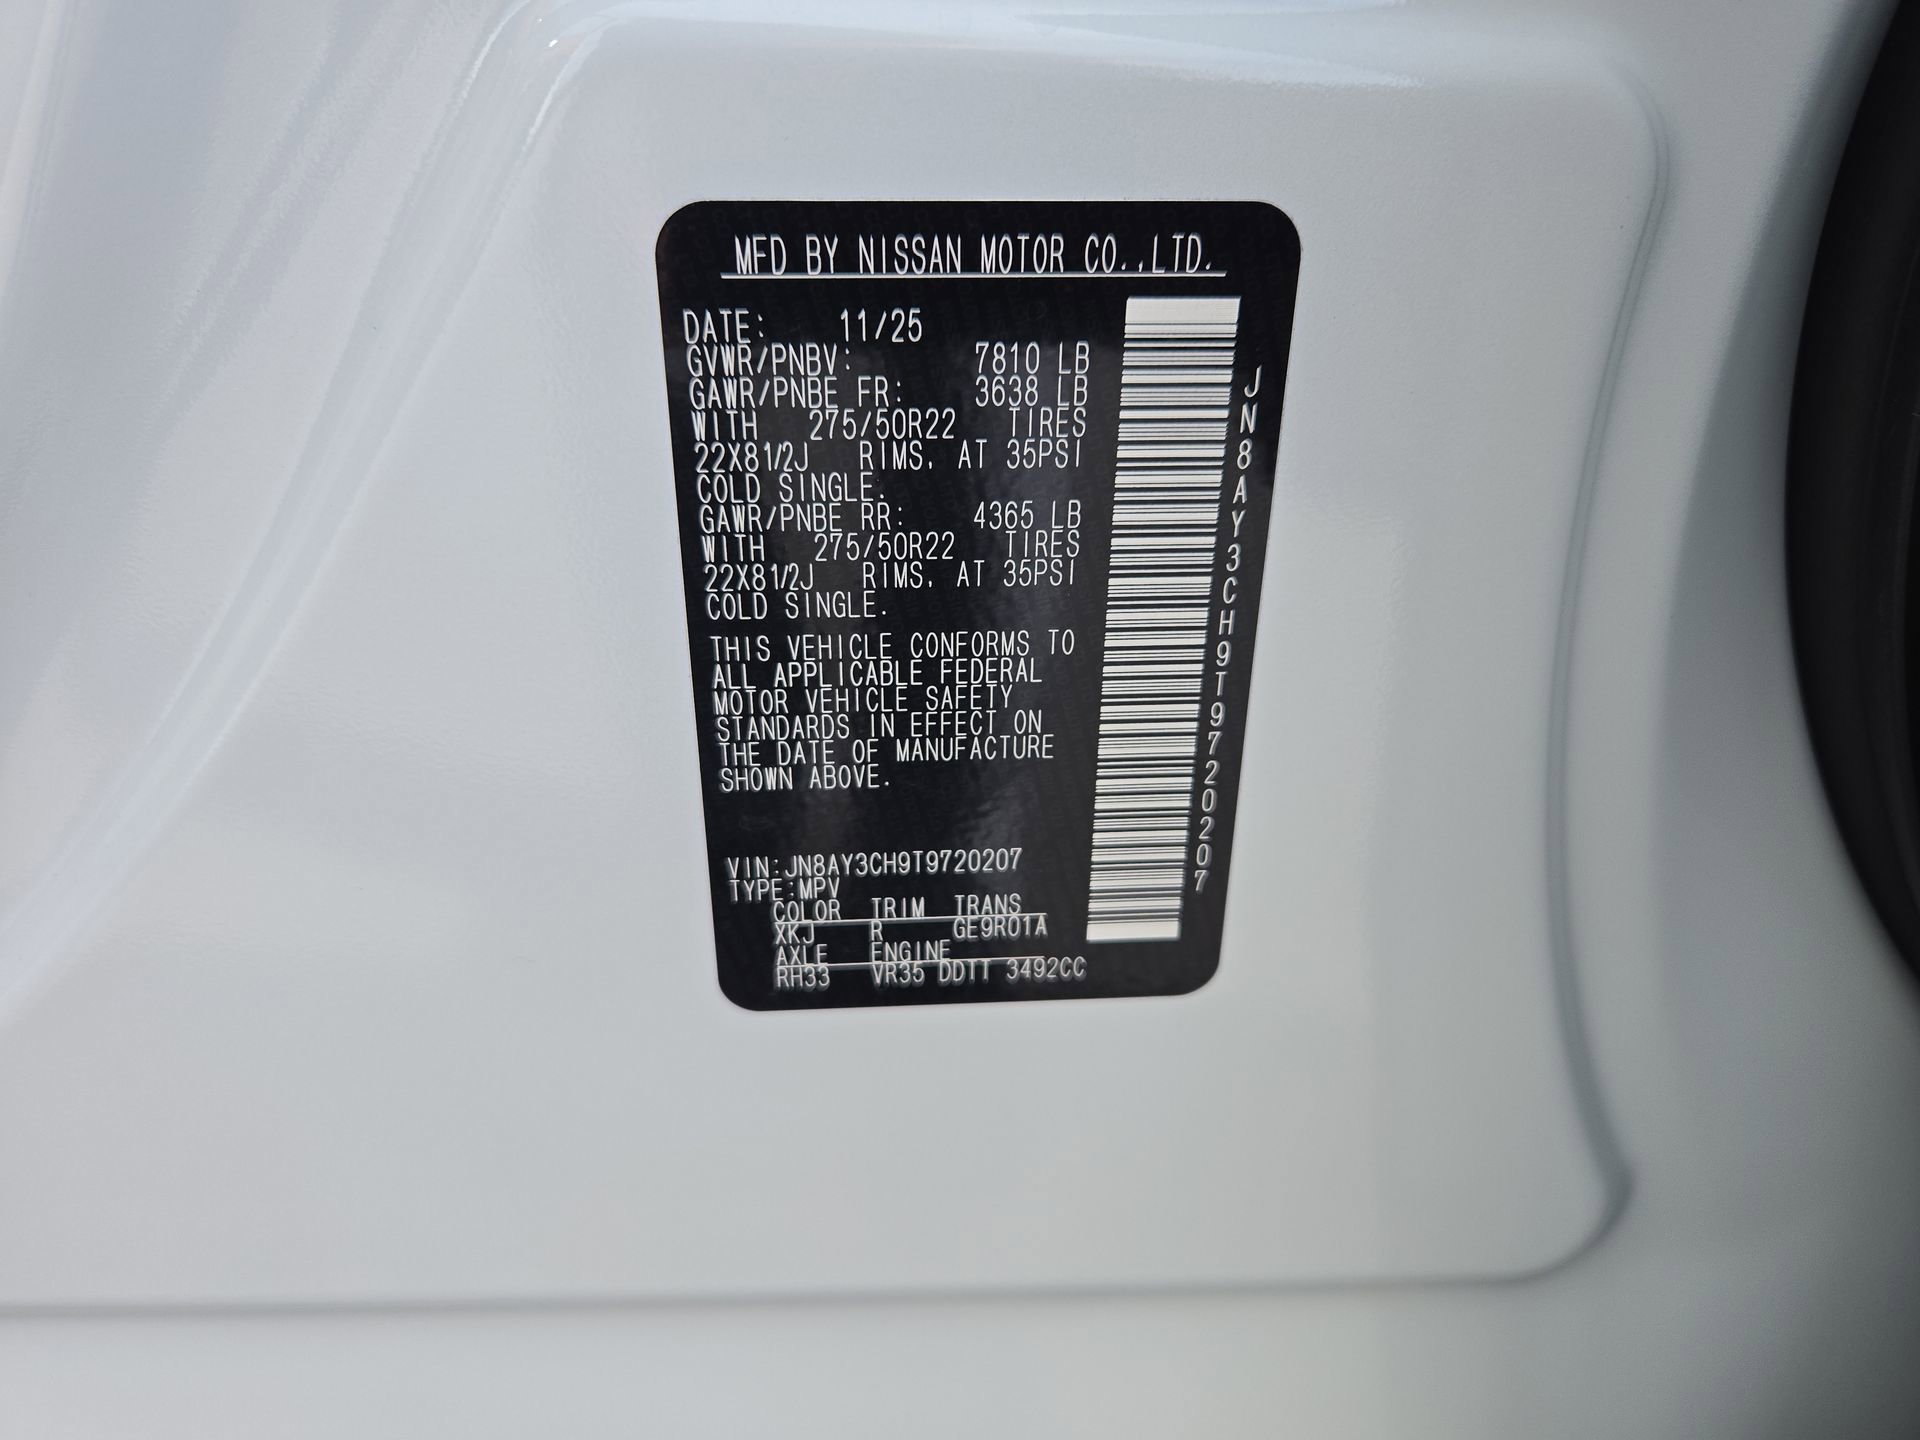 MFD BY NISSAN MOTOR CO.,LTD.
DATE: 11/25
GVWR/PNBV: 7810 LB
GAWR/PNBE FR: 3638 LB
WITH 275/50R22 TIRES
22X81/2J RIMS, AT 35PSI
COLD SINGLE.
GAWR/PNBE RR: 4365 LB
WITH 275/50R22 TIRES
22X81/2J RIMS, AT 35PSI
COLD SINGLE.
THIS VEHICLE CONFORMS TO
ALL APPLICABLE FEDERAL
MOTOR VEHICLE SAFETY
STANDARDS IN EFFECT ON
THE DATE OF MANUFACTURE
SHOWN ABOVE.
VIN:JN8AY3CH9T9720207
TYPE:MPV
COLOR TRIM TRANS
XKJ R GE9R01A
AXLE ENGINE
RH33 VR35 DDTT 3492CC
JN8AY3CH9T9720207